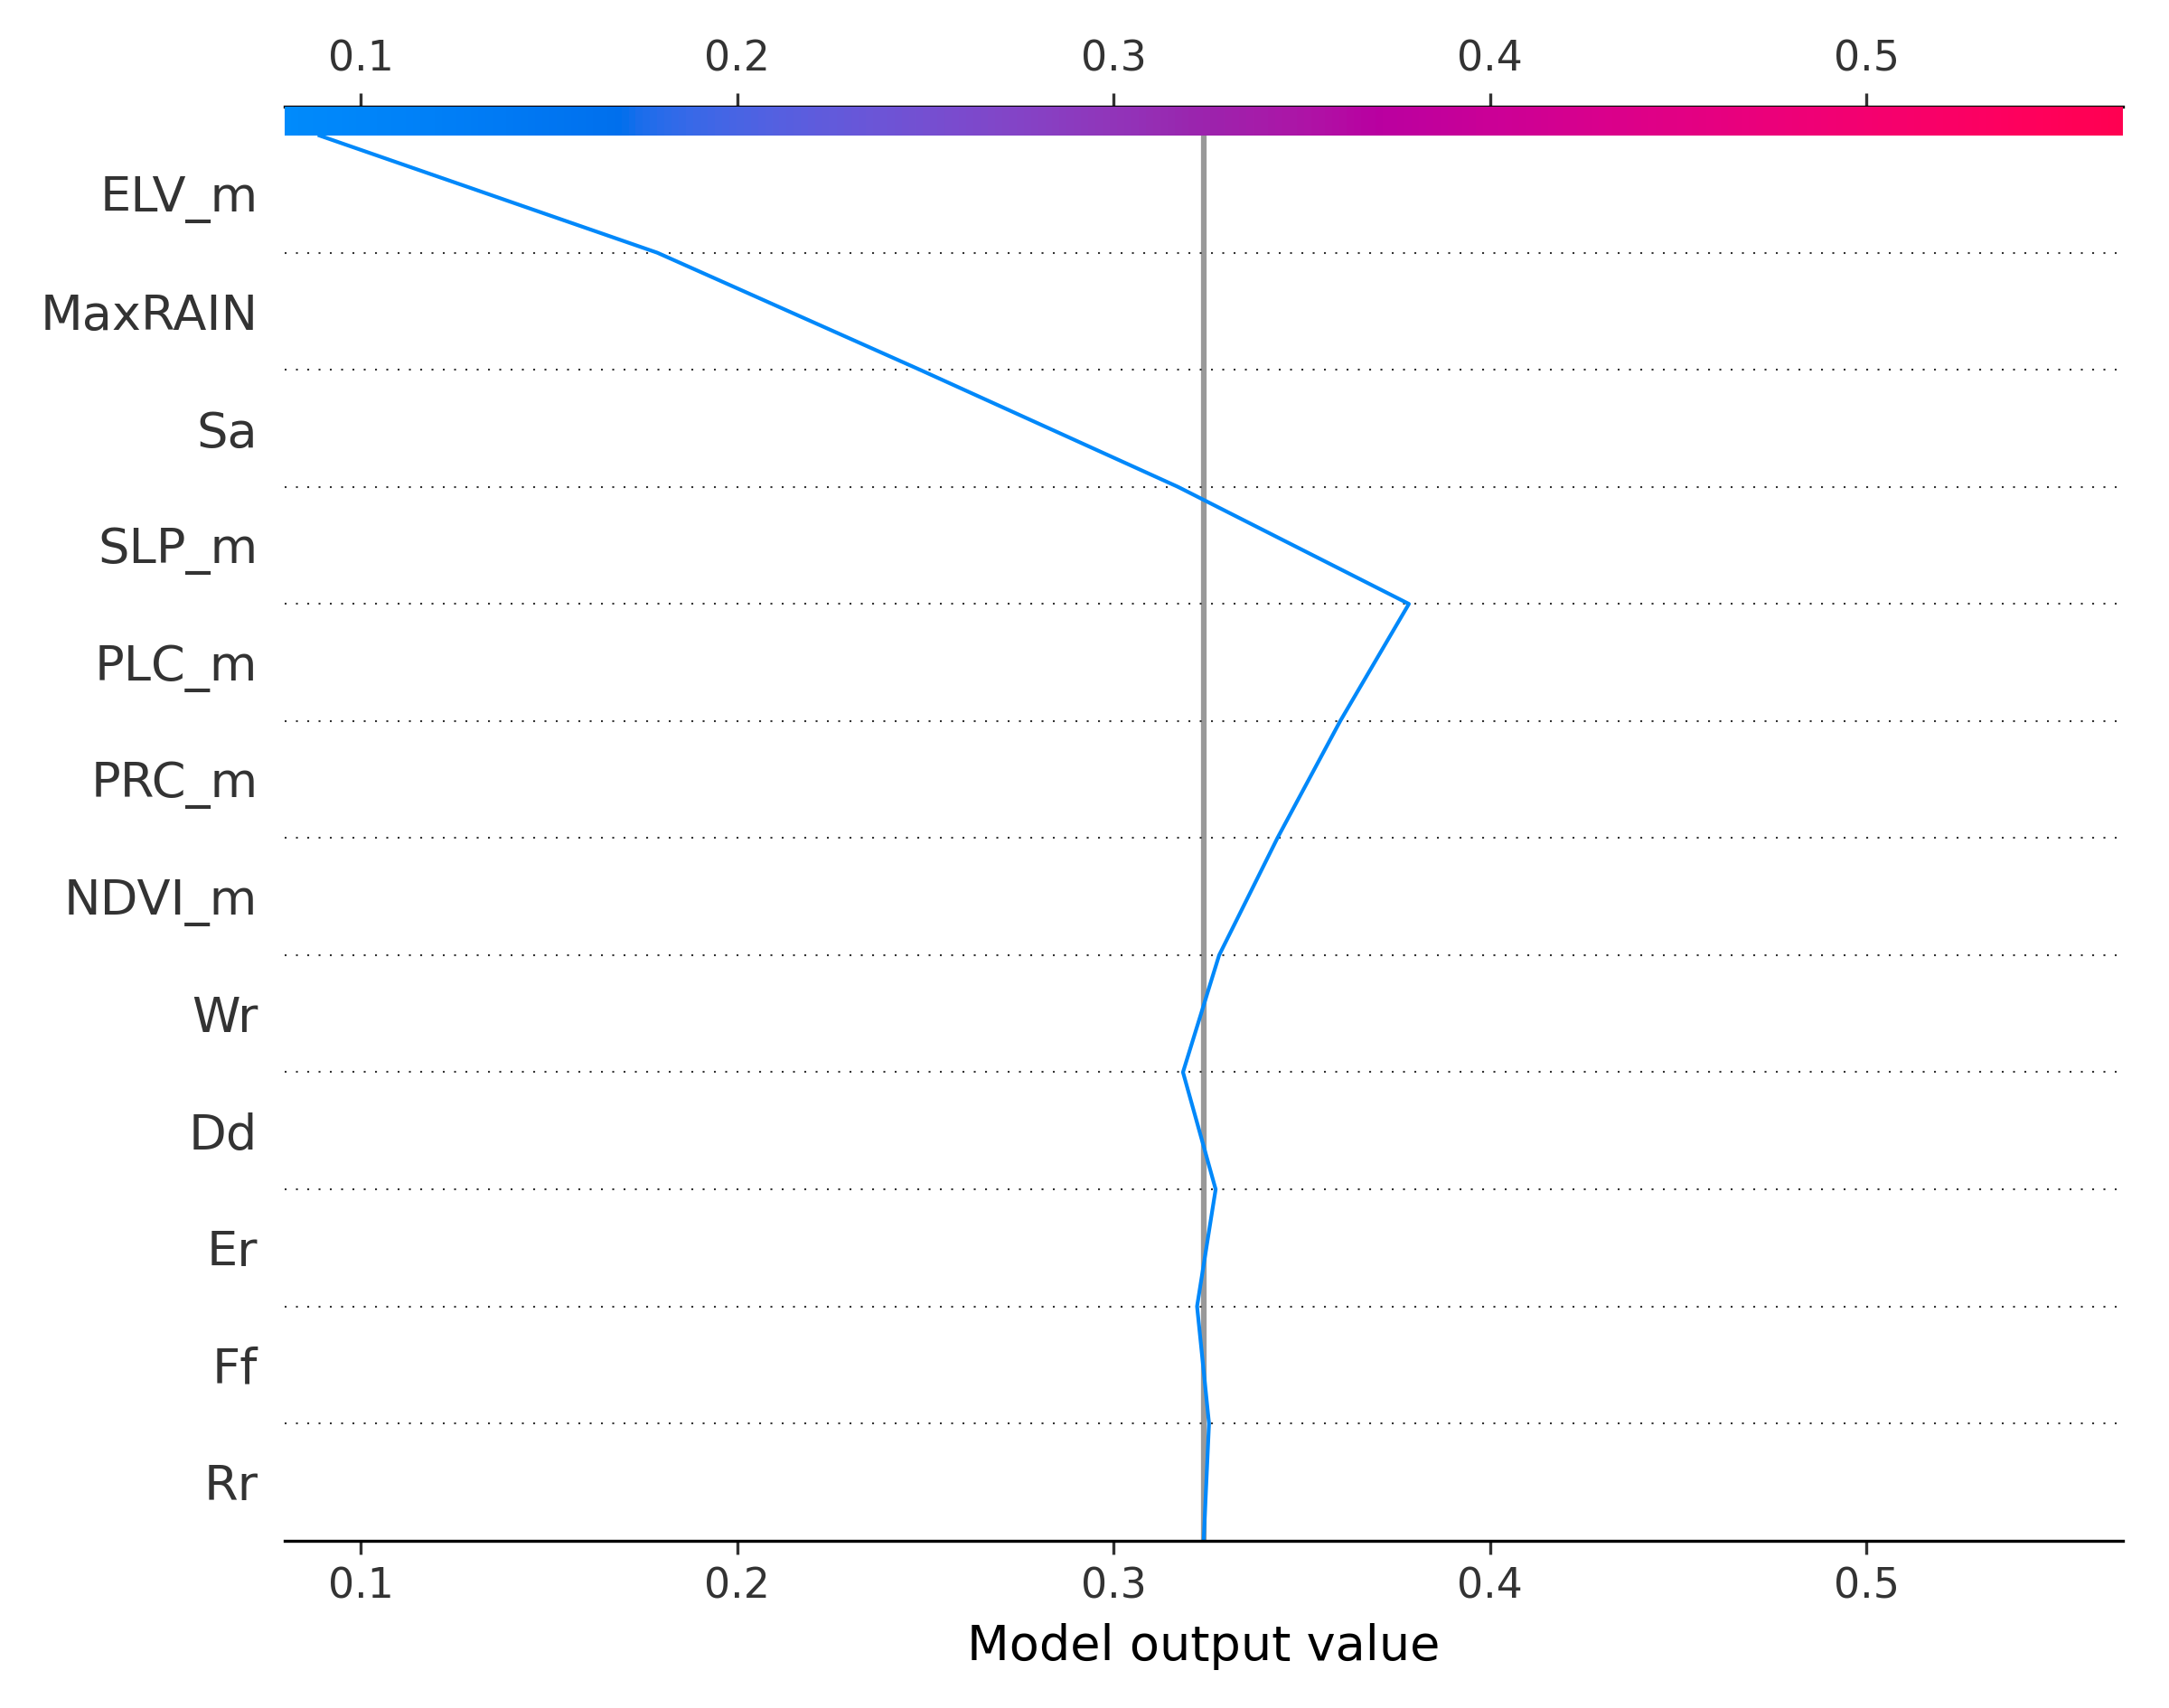 0.1 0.2 0.3 0.4 0.5
ELV_m
MaxRAIN
Sa
SLP_m
PLC_m
PRC_m
NDVI_m
Wr
Dd
Er
Ff
Rr
0.1 0.2 0.3 0.4 0.5
Model output value